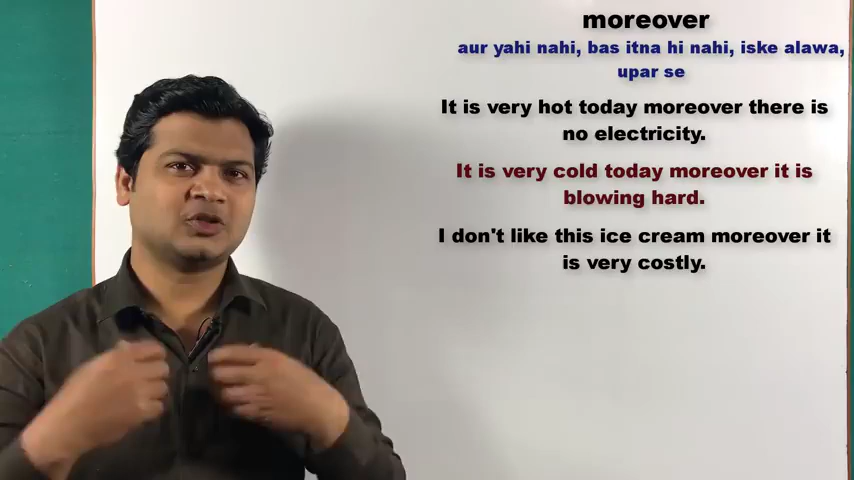 moreover
aur yahi nahi, bas itna hi nahi, iske alawa,
upar se
It is very hot today moreover there is
no electricity.
It is very cold today moreover it is
blowing hard.
I don't like this ice cream moreover it
is very costly.